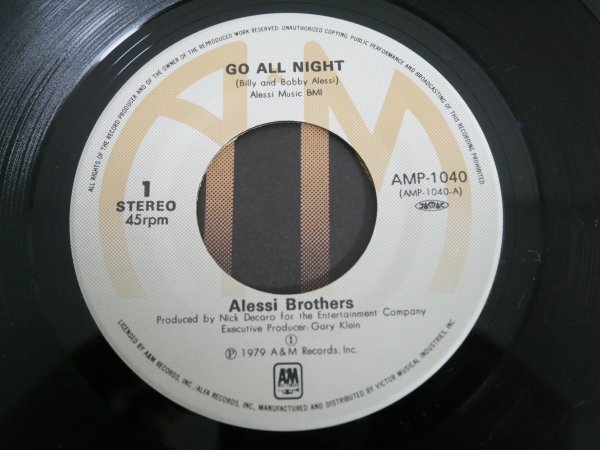 ALL RIGHTS OF THE RECORD PRODUCER AND OF THE OWNER OF THE REPRODUCED WORK RESERVED. UNAUTHORIZED COPYING, PUBLIC PERFORMANCE AND BROADCASTING OF THIS RECORD PROHIBITED
GO ALL NIGHT
(Billy and Bobby Alessi)
Alessi Music BMI
1
STEREO
45rpm
AMP-1040
(AMP-1040-A)
JASRAC
Alessi Brothers
Produced by Nick Decaro for the Entertainment Company
Executive Producer: Gary Klein
①
Ⓟ 1979 A&M Records, Inc.
A&M
RECORDS
LICENSED BY A&M RECORDS, INC./ALFA RECORDS, INC., MANUFACTURED AND DISTRIBUTED BY VICTOR MUSICAL INDUSTRIES, INC.